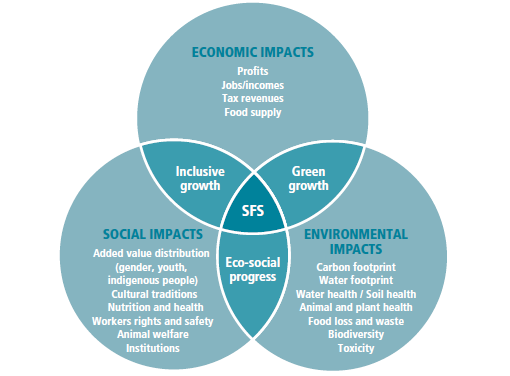 ECONOMIC IMPACTS
Profits
Jobs/incomes
Tax revenues
Food supply
Inclusive
growth
Green
growth
SFS
SOCIAL IMPACTS
Added value distribution
(gender, youth,
indigenous people)
Cultural traditions
Nutrition and health
Workers rights and safety
Animal welfare
Institutions
Eco-social
progress
ENVIRONMENTAL
IMPACTS
Carbon footprint
Water footprint
Water health / Soil health
Animal and plant health
Food loss and waste
Biodiversity
Toxicity